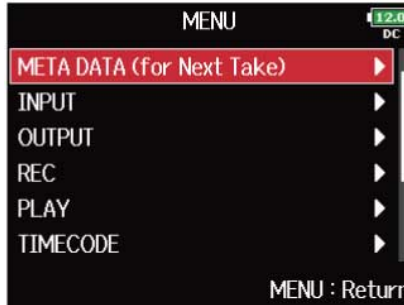 MENU
12.0
DC
META DATA (for Next Take)
INPUT
OUTPUT
REC
PLAY
TIMECODE
MENU : Return